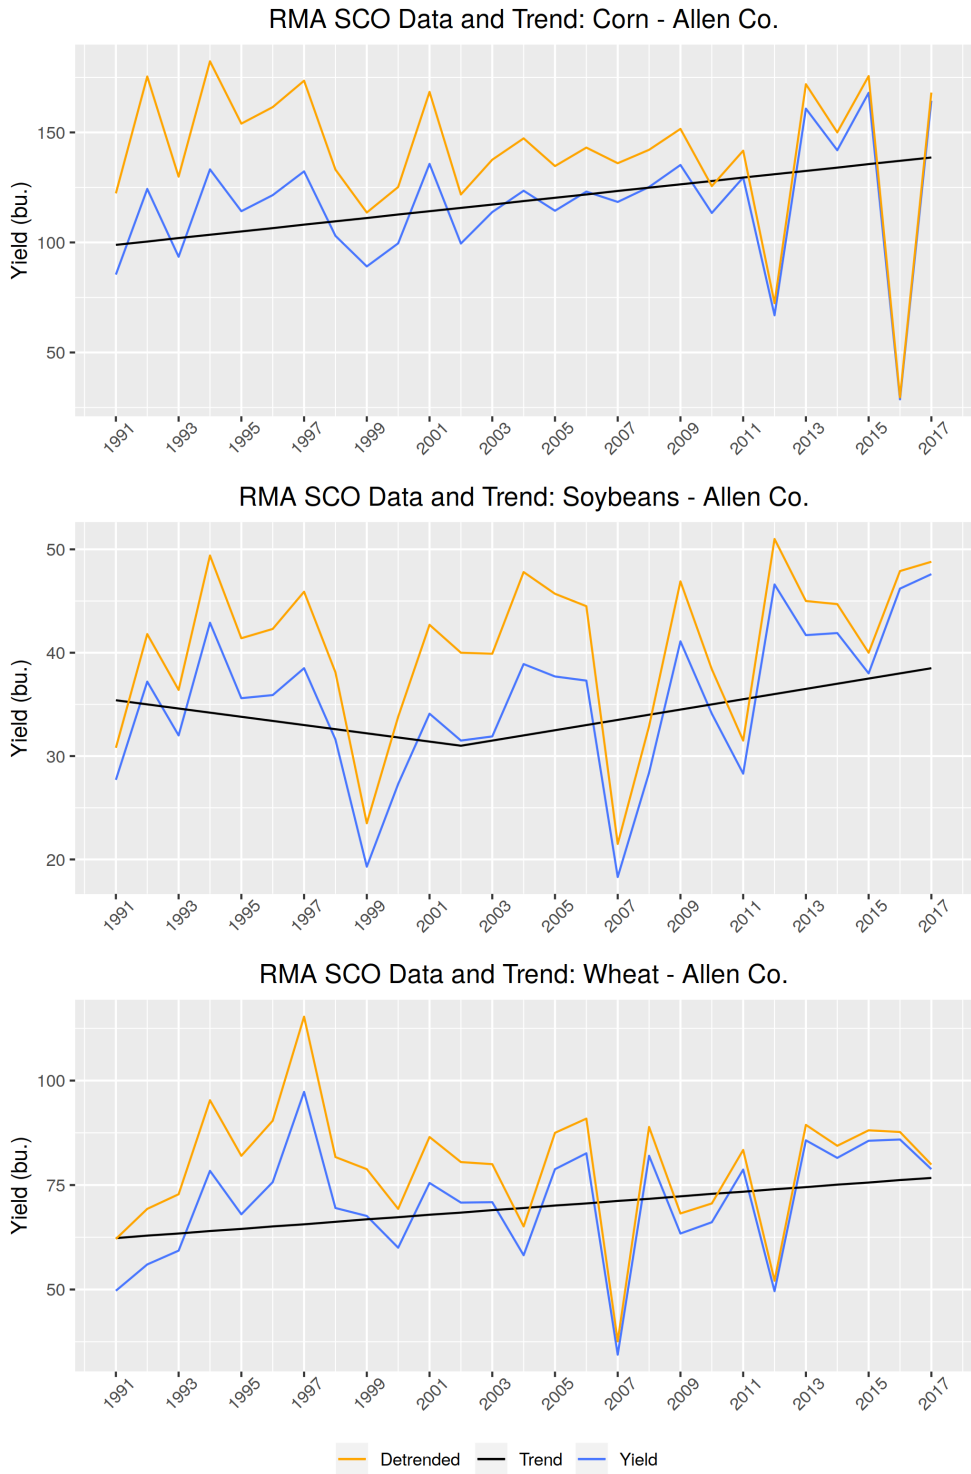 RMA SCO Data and Trend: Corn - Allen Co.
Yield (bu.)
150
100
50
1991 1993 1995 1997 1999 2001 2003 2005 2007 2009 2011 2013 2015 2017
RMA SCO Data and Trend: Soybeans - Allen Co.
Yield (bu.)
50
40
30
20
1991 1993 1995 1997 1999 2001 2003 2005 2007 2009 2011 2013 2015 2017
RMA SCO Data and Trend: Wheat - Allen Co.
Yield (bu.)
100
75
50
1991 1993 1995 1997 1999 2001 2003 2005 2007 2009 2011 2013 2015 2017
Detrended Trend Yield